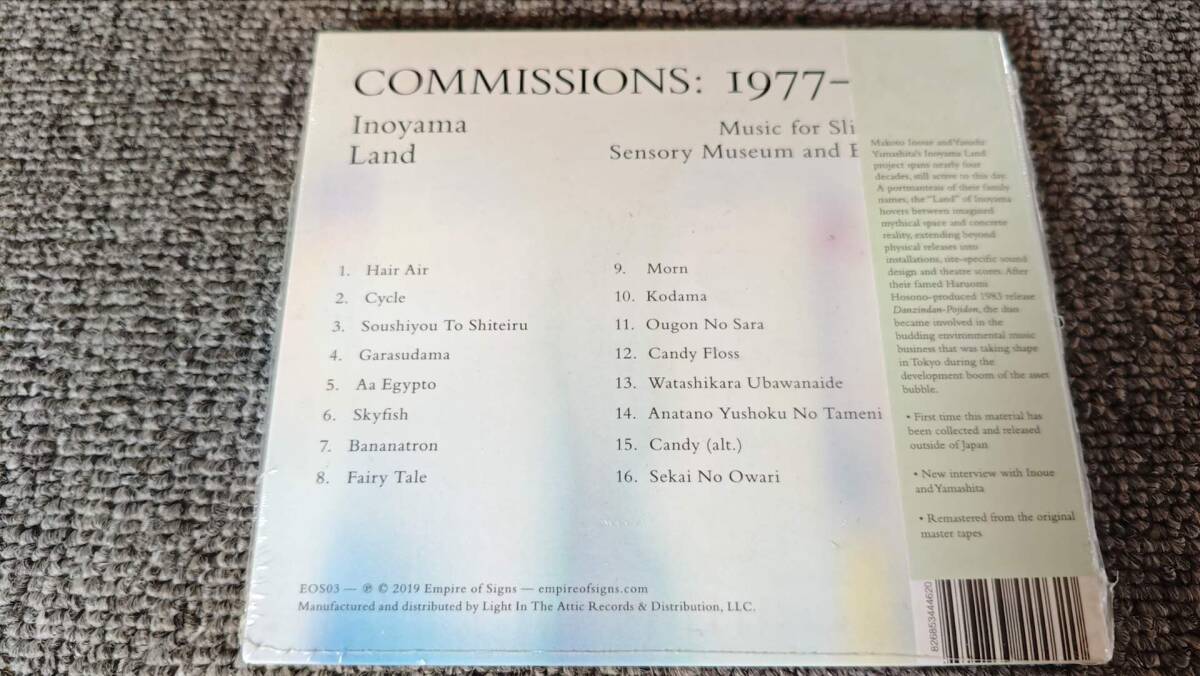 COMMISSIONS: 1977–
Inoyama
Land
Music for Sli
Sensory Museum and E
1. Hair Air
2. Cycle
3. Soushiyou To Shiteiru
4. Garasudama
5. Aa Egypto
6. Skyfish
7. Bananatron
8. Fairy Tale
9. Morn
10. Kodama
11. Ougon No Sara
12. Candy Floss
13. Watashikara Ubawanaide
14. Anatano Yushoku No Tameni
15. Candy (alt.)
16. Sekai No Owari
EOS03 — ℗ © 2019 Empire of Signs — empireofsigns.com
Manufactured and distributed by Light In The Attic Records & Distribution, LLC.
Makoto Inoue and Yasushi
Yamashita's Inoyama Land
project spans nearly four
decades, still active to this day.
A portmanteau of their family
names, the "Land" of Inoyama
hovers between imagined
mythical space and concrete
reality, extending beyond
physical releases into
installations, site-specific sound
design and theatre scores. After
their famed Haruomi
Hosono-produced 1983 release
Danzindan-Pojidon, the duo
became involved in the
budding environmental music
business that was taking shape
in Tokyo during the
development boom of the asset
bubble.
• First time this material has
been collected and released
outside of Japan
• New interview with Inoue
and Yamashita
• Remastered from the original
master tapes
826853444620